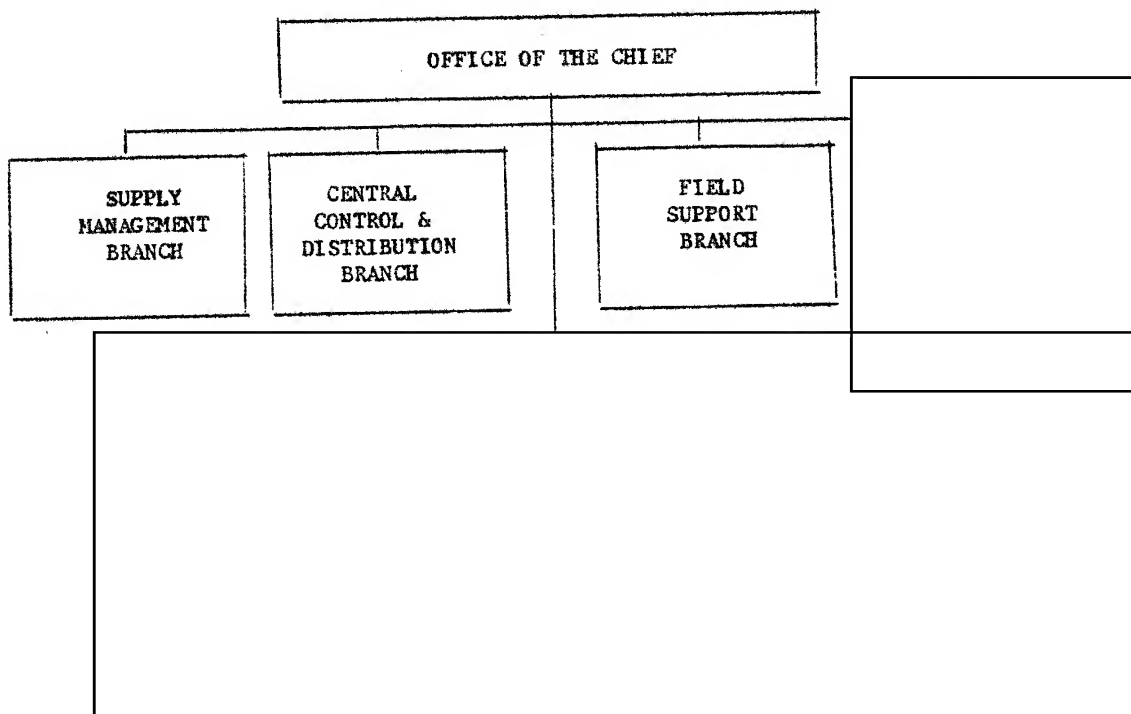 OFFICE OF THE CHIEF
SUPPLY
MANAGEMENT
BRANCH
CENTRAL
CONTROL &
DISTRIBUTION
BRANCH
FIELD
SUPPORT
BRANCH